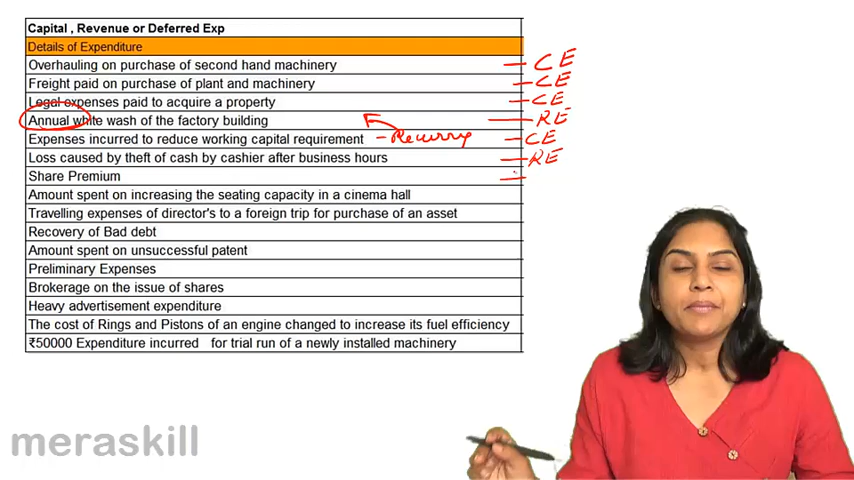 Capital , Revenue or Deferred Exp
Details of Expenditure
Overhauling on purchase of second hand machinery — CE
Freight paid on purchase of plant and machinery — CE
Legal expenses paid to acquire a property — CE
Annual white wash of the factory building — RE
Expenses incurred to reduce working capital requirement - Recurring — CE
Loss caused by theft of cash by cashier after business hours — RE
Share Premium —
Amount spent on increasing the seating capacity in a cinema hall
Travelling expenses of director's to a foreign trip for purchase of an asset
Recovery of Bad debt
Amount spent on unsuccessful patent
Preliminary Expenses
Brokerage on the issue of shares
Heavy advertisement expenditure
The cost of Rings and Pistons of an engine changed to increase its fuel efficiency
₹50000 Expenditure incurred for trial run of a newly installed machinery
meraskill